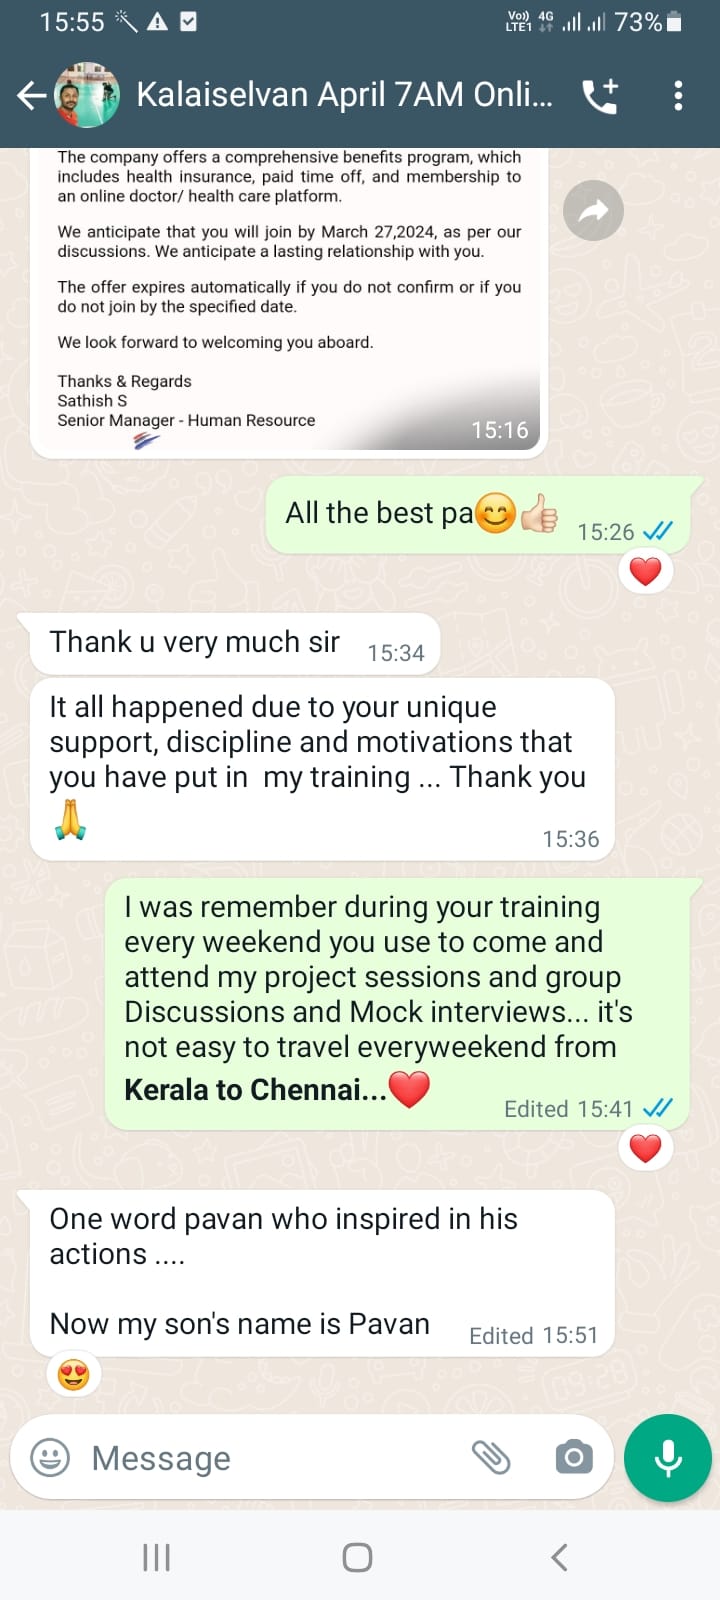 15:55
Vo)) 4G
LTE1
73%
Kalaiselvan April 7AM Onli...
The company offers a comprehensive benefits program, which
includes health insurance, paid time off, and membership to
an online doctor/ health care platform.
We anticipate that you will join by March 27,2024, as per our
discussions. We anticipate a lasting relationship with you.
The offer expires automatically if you do not confirm or if you
do not join by the specified date.
We look forward to welcoming you aboard.
Thanks & Regards
Sathish S
Senior Manager - Human Resource
15:16
All the best pa😊👍🏻
15:26
❤️
Thank u very much sir
15:34
It all happened due to your unique
support, discipline and motivations that
you have put in  my training ... Thank you
🙏
15:36
I was remember during your training
every weekend you use to come and
attend my project sessions and group
Discussions and Mock interviews... it's
not easy to travel everyweekend from
Kerala to Chennai...❤️
Edited 15:41
❤️
One word pavan who inspired in his
actions ....
Now my son's name is Pavan
Edited 15:51
😍
Message